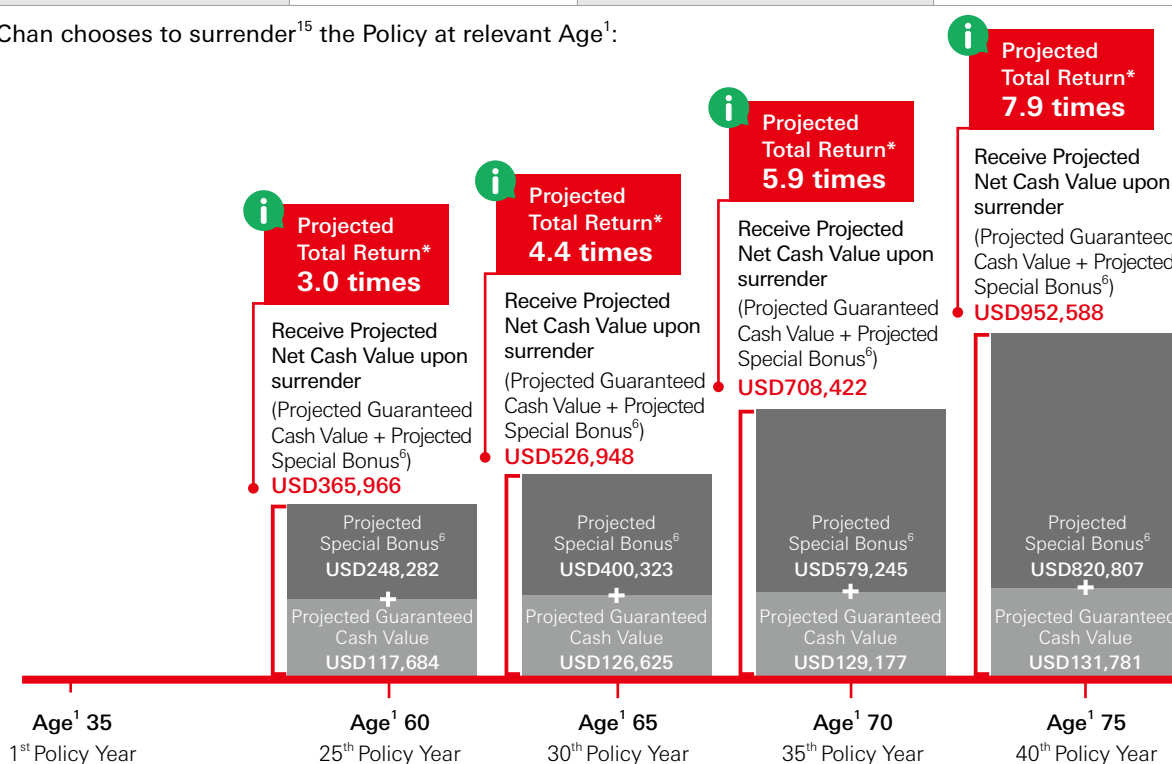 Chan chooses to surrender15 the Policy at relevant Age1:
Projected
Total Return*
3.0 times
Receive Projected
Net Cash Value upon
surrender
(Projected Guaranteed
Cash Value + Projected
Special Bonus6)
USD365,966
Projected
Special Bonus6
USD248,282
+
Projected Guaranteed
Cash Value
USD117,684
Projected
Total Return*
4.4 times
Receive Projected
Net Cash Value upon
surrender
(Projected Guaranteed
Cash Value + Projected
Special Bonus6)
USD526,948
Projected
Special Bonus6
USD400,323
+
Projected Guaranteed
Cash Value
USD126,625
Projected
Total Return*
5.9 times
Receive Projected
Net Cash Value upon
surrender
(Projected Guaranteed
Cash Value + Projected
Special Bonus6)
USD708,422
Projected
Special Bonus6
USD579,245
+
Projected Guaranteed
Cash Value
USD129,177
Projected
Total Return*
7.9 times
Receive Projected
Net Cash Value upon
surrender
(Projected Guaranteed
Cash Value + Projected
Special Bonus6)
USD952,588
Projected
Special Bonus6
USD820,807
+
Projected Guaranteed
Cash Value
USD131,781
Age1 35
1st Policy Year
Age1 60
25th Policy Year
Age1 65
30th Policy Year
Age1 70
35th Policy Year
Age1 75
40th Policy Year